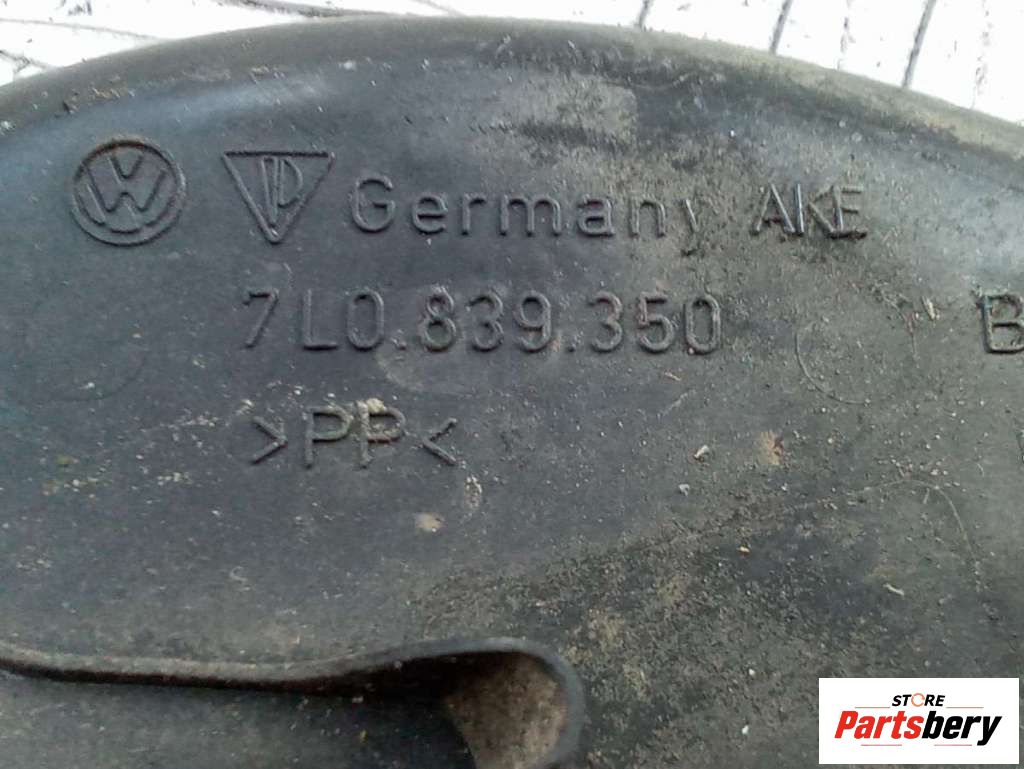 Germany AKE
7L0.839.350 B
>PP<
STORE
Partsbery